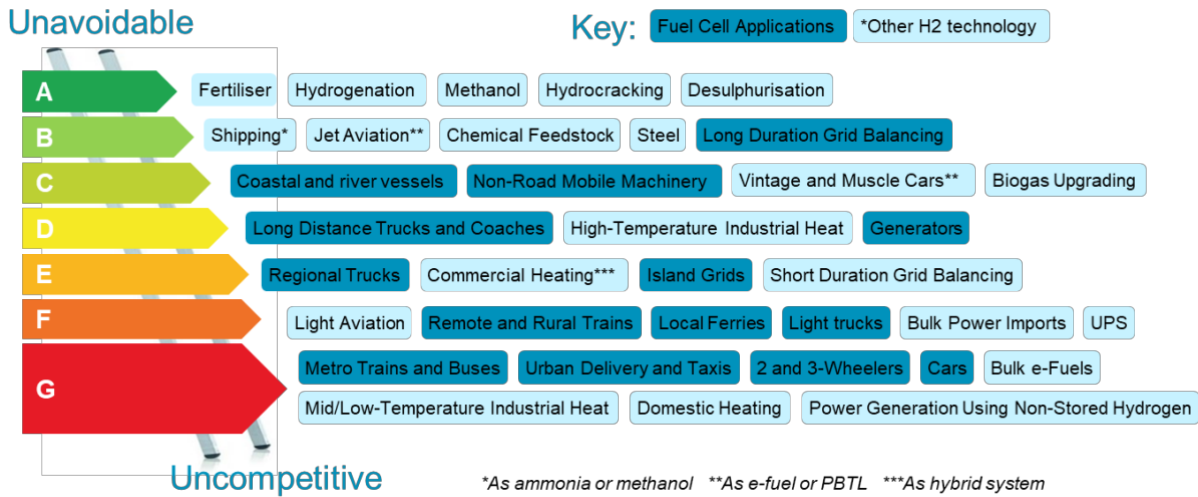 Unavoidable
Key: Fuel Cell Applications *Other H2 technology
A Fertiliser Hydrogenation Methanol Hydrocracking Desulphurisation
B Shipping* Jet Aviation** Chemical Feedstock Steel Long Duration Grid Balancing
C Coastal and river vessels Non-Road Mobile Machinery Vintage and Muscle Cars** Biogas Upgrading
D Long Distance Trucks and Coaches High-Temperature Industrial Heat Generators
E Regional Trucks Commercial Heating*** Island Grids Short Duration Grid Balancing
F Light Aviation Remote and Rural Trains Local Ferries Light trucks Bulk Power Imports UPS
G Metro Trains and Buses Urban Delivery and Taxis 2 and 3-Wheelers Cars Bulk e-Fuels
Mid/Low-Temperature Industrial Heat Domestic Heating Power Generation Using Non-Stored Hydrogen
Uncompetitive
*As ammonia or methanol **As e-fuel or PBTL ***As hybrid system